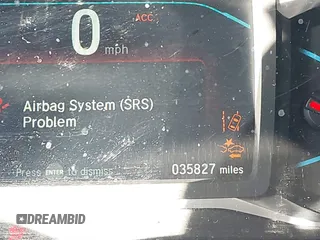 ACC
0 mph
Airbag System (SRS)
Problem
Press ENTER to dismiss
035827 miles
DREAMBID